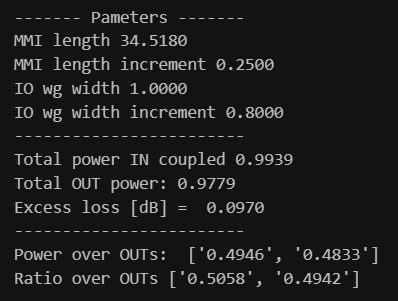 ------- Pameters -------
MMI length 34.5180
MMI length increment 0.2500
IO wg width 1.0000
IO wg width increment 0.8000
------------------------
Total power IN coupled 0.9939
Total OUT power: 0.9779
Excess loss [dB] =  0.0970
------------------------
Power over OUTs:  ['0.4946', '0.4833']
Ratio over OUTs ['0.5058', '0.4942']